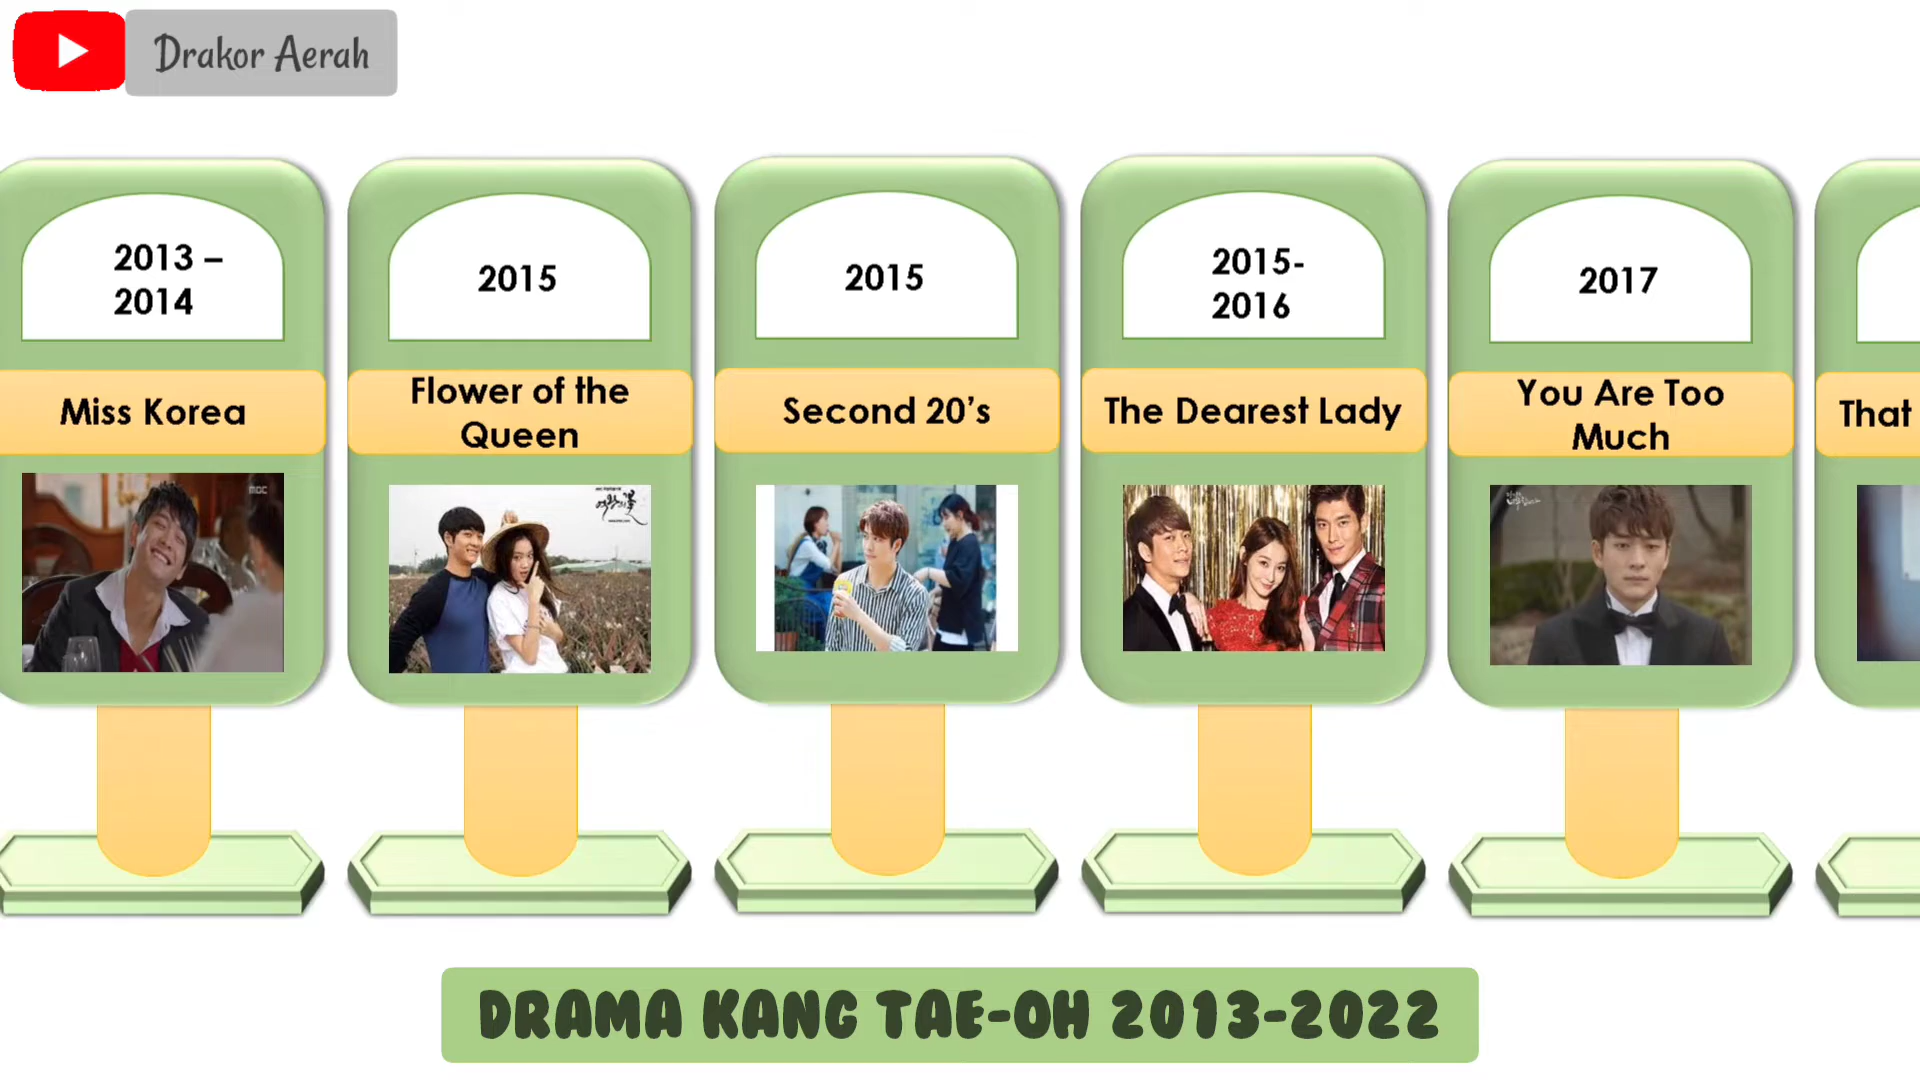 Drakor Aerah
2013 –
2014
Miss Korea
2015
Flower of the
Queen
2015
Second 20’s
2015-
2016
The Dearest Lady
2017
You Are Too
Much
That
mbc
DRAMA KANG TAE-OH 2013-2022